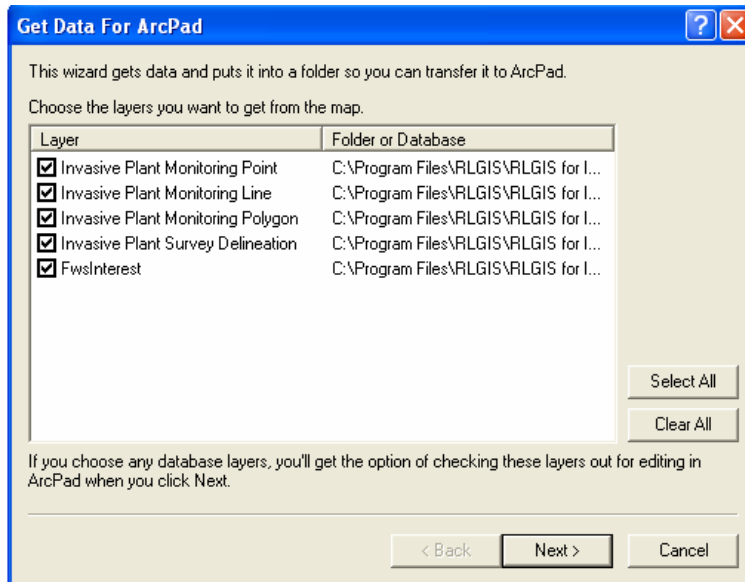 Get Data For ArcPad
This wizard gets data and puts it into a folder so you can transfer it to ArcPad.
Choose the layers you want to get from the map.
Layer Folder or Database
Invasive Plant Monitoring Point C:\Program Files\RLGIS\RLGIS for I...
Invasive Plant Monitoring Line C:\Program Files\RLGIS\RLGIS for I...
Invasive Plant Monitoring Polygon C:\Program Files\RLGIS\RLGIS for I...
Invasive Plant Survey Delineation C:\Program Files\RLGIS\RLGIS for I...
FwsInterest C:\Program Files\RLGIS\RLGIS for I...
Select All
Clear All
If you choose any database layers, you'll get the option of checking these layers out for editing in
ArcPad when you click Next.
< Back Next > Cancel